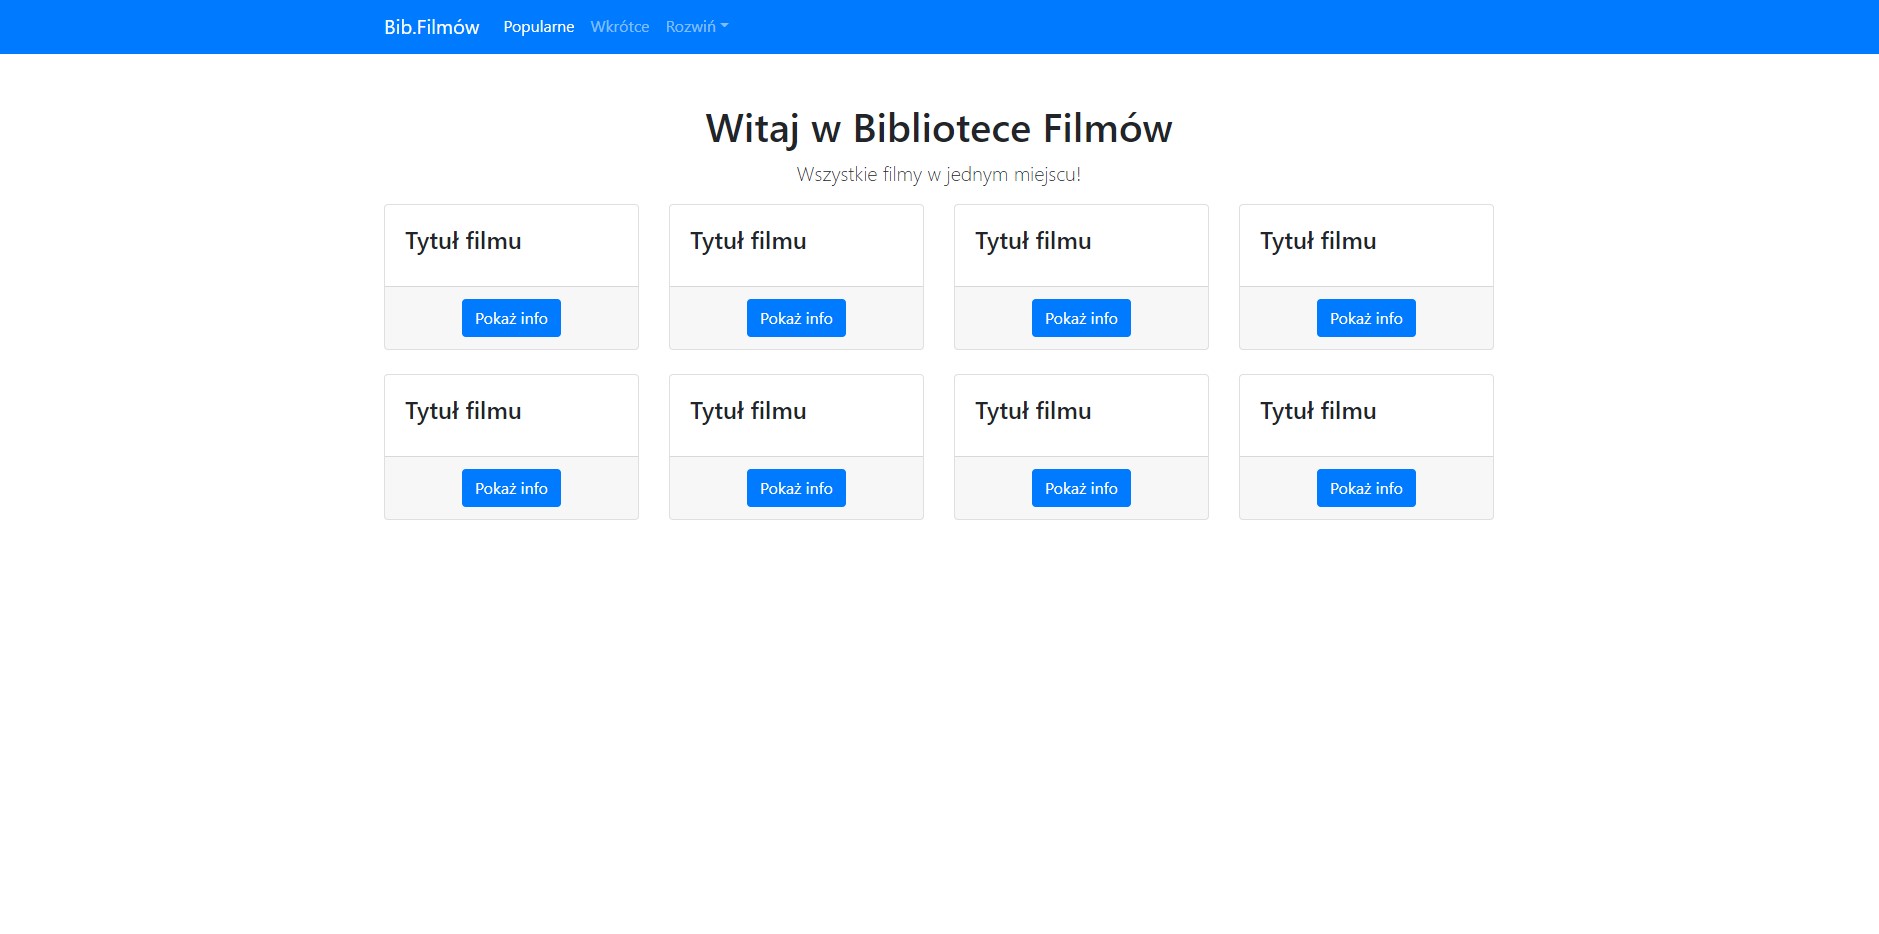 Bib.Filmów Popularne Wkrótce Rozwiń
Witaj w Bibliotece Filmów
Wszystkie filmy w jednym miejscu!
Tytuł filmu Tytuł filmu Tytuł filmu Tytuł filmu
Pokaż info Pokaż info Pokaż info Pokaż info
Tytuł filmu Tytuł filmu Tytuł filmu Tytuł filmu
Pokaż info Pokaż info Pokaż info Pokaż info